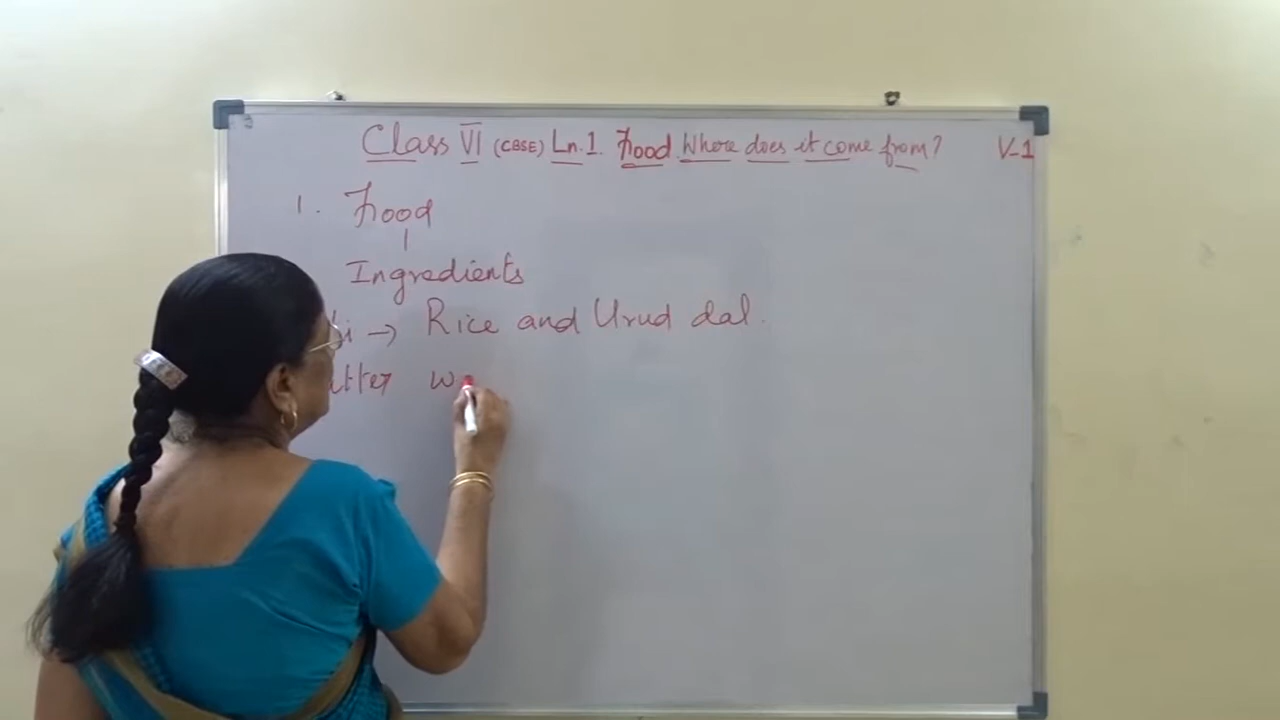 Class VI (CBSE) Ln.1. Food. Where does it come from? V-1
1. Food
Ingredients
→ Rice and Urud dal.